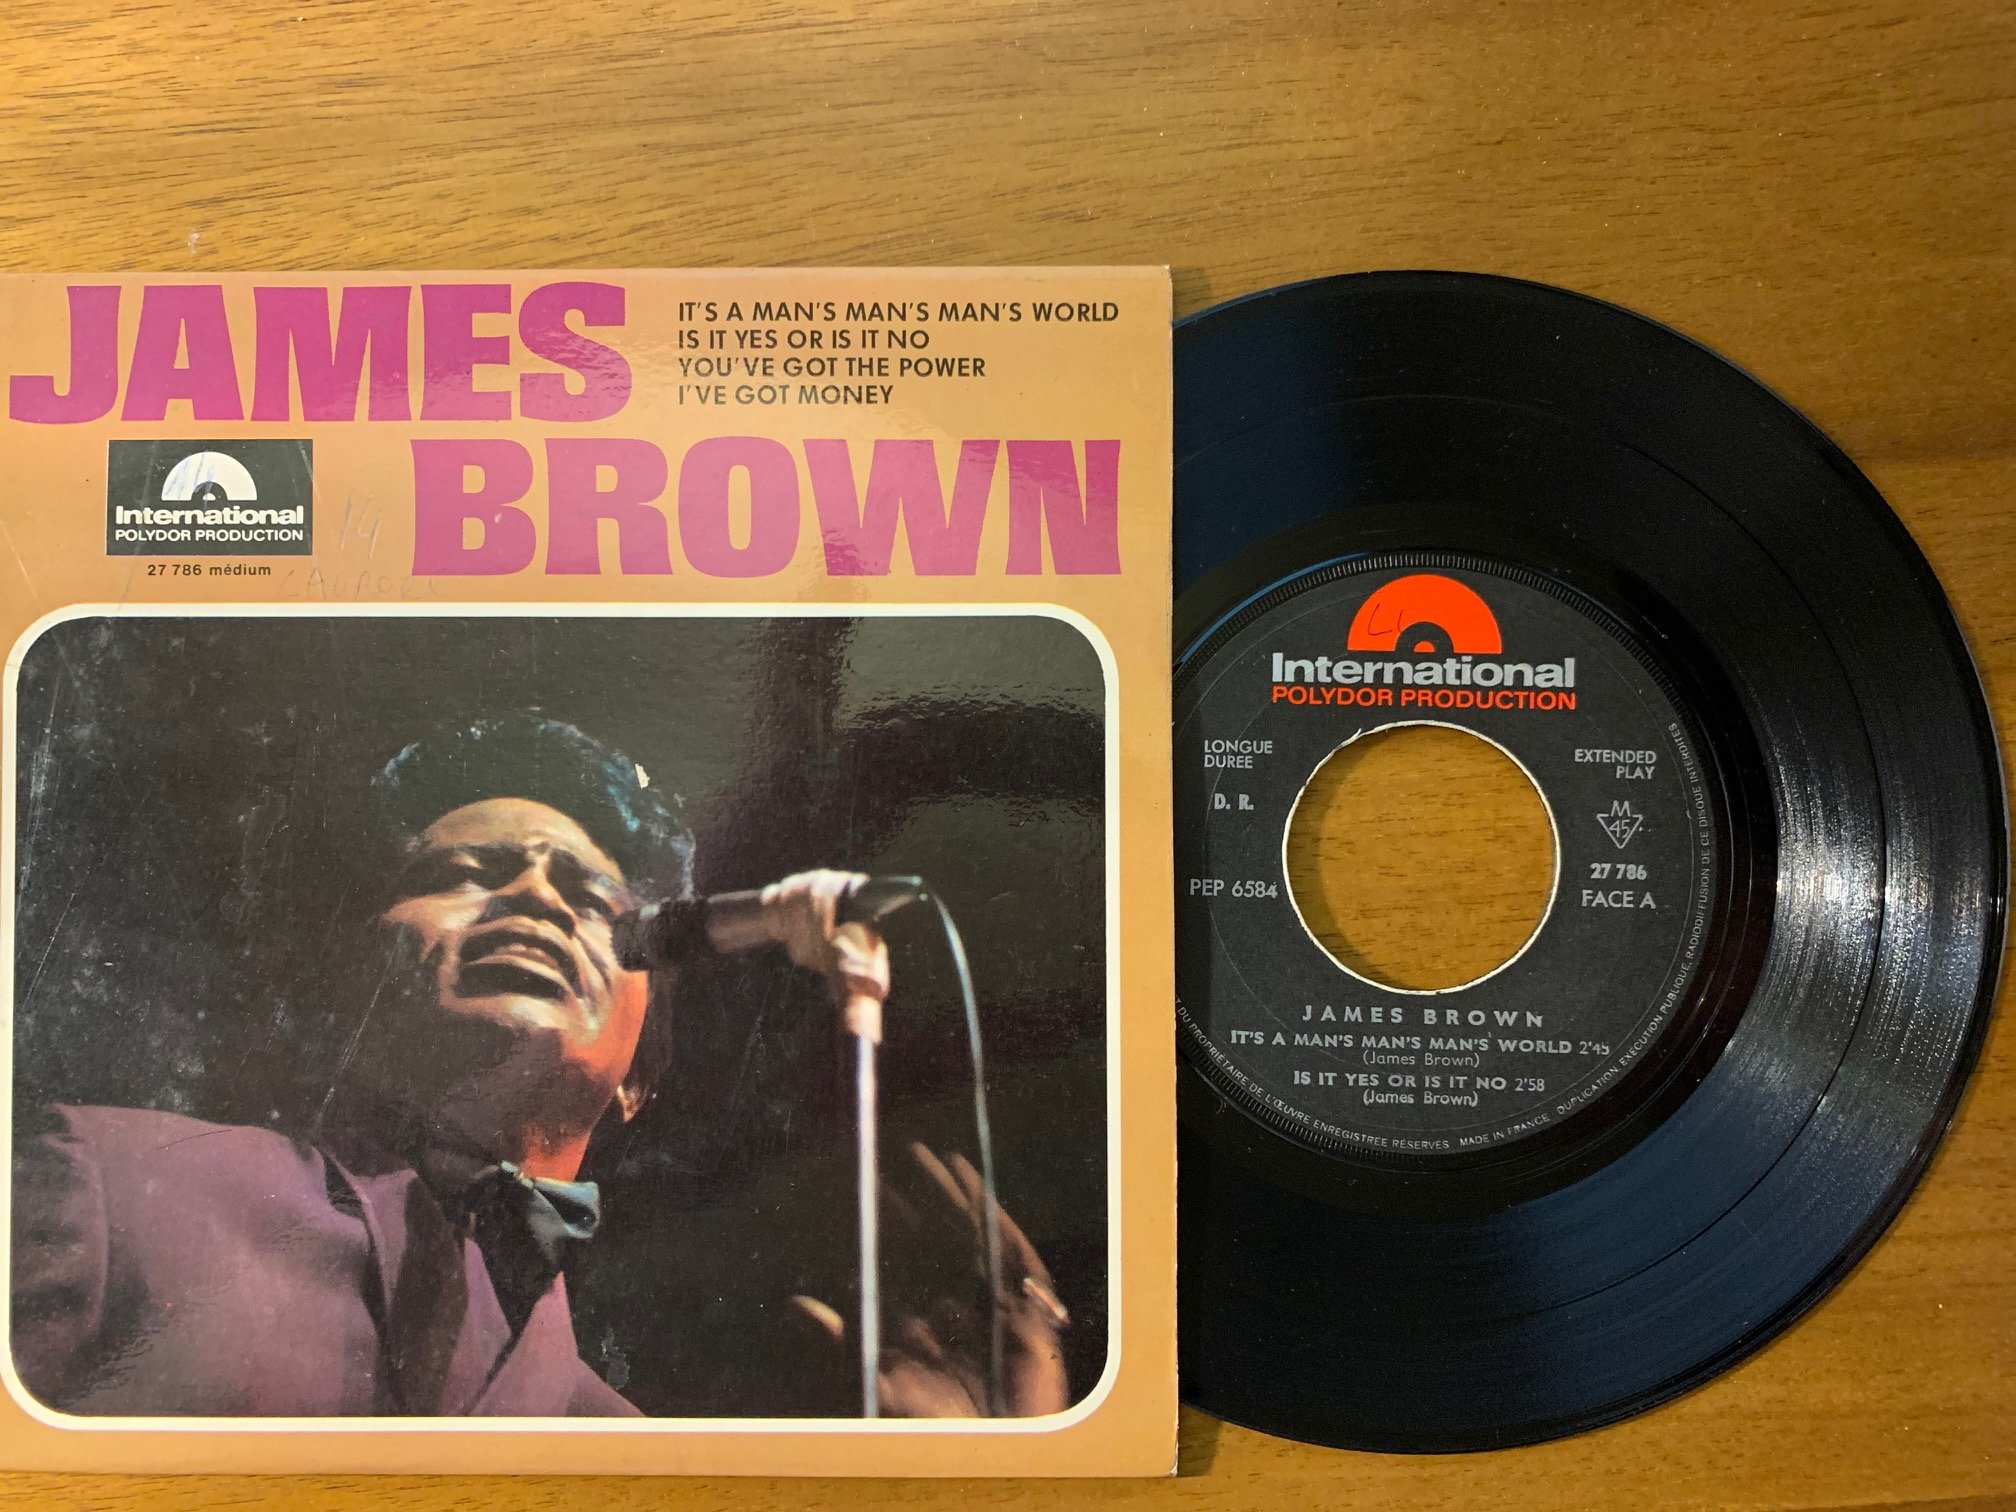 JAMES
BROWN
IT'S A MAN'S MAN'S MAN'S WORLD
IS IT YES OR IS IT NO
YOU'VE GOT THE POWER
I'VE GOT MONEY
International
POLYDOR PRODUCTION
27 786 médium
14
International
POLYDOR PRODUCTION
LONGUE
DUREE
D. R.
PEP 6584
EXTENDED
PLAY
M
45
27 786
FACE A
JAMES BROWN
IT'S A MAN'S MAN'S MAN'S WORLD 2'45
(James Brown)
IS IT YES OR IS IT NO 2'58
(James Brown)
DU PROPRIÉTAIRE DE L'ŒUVRE ENREGISTREE RÉSERVÉS MADE IN FRANCE DUPLICATION, EXECUTION PUBLIQUE, RADIODIFFUSION DE CE DISQUE INTERDITES